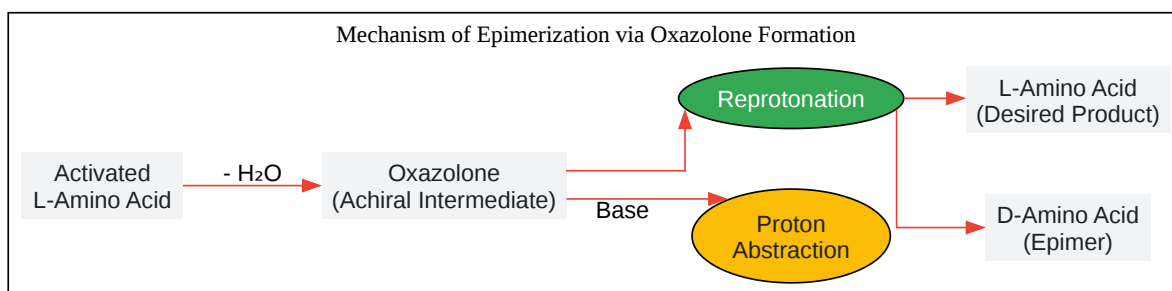 Mechanism of Epimerization via Oxazolone Formation
Activated
L-Amino Acid
- H₂O
Oxazolone
(Achiral Intermediate)
Base
Reprotonation
Proton
Abstraction
L-Amino Acid
(Desired Product)
D-Amino Acid
(Epimer)